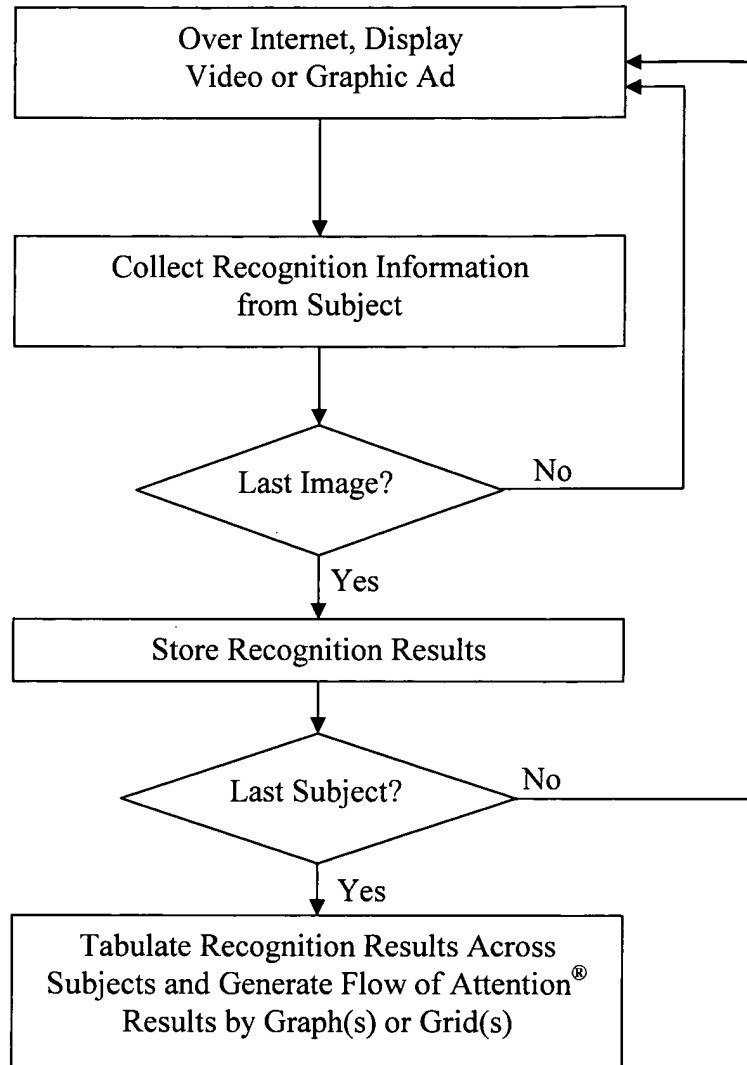 Over Internet, Display
Video or Graphic Ad
Collect Recognition Information
from Subject
Last Image?
No
Yes
Store Recognition Results
Last Subject?
No
Yes
Tabulate Recognition Results Across
Subjects and Generate Flow of Attention®
Results by Graph(s) or Grid(s)